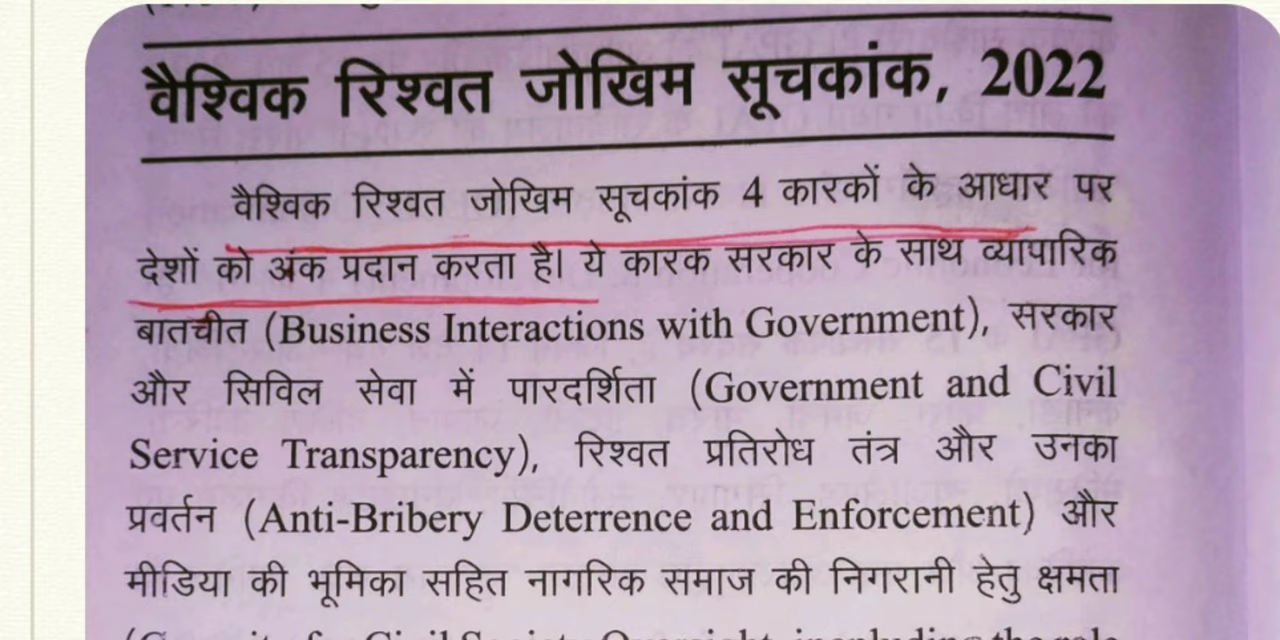 वैश्विक रिश्वत जोखिम सूचकांक, 2022
वैश्विक रिश्वत जोखिम सूचकांक 4 कारकों के आधार पर
देशों को अंक प्रदान करता है। ये कारक सरकार के साथ व्यापारिक
बातचीत (Business Interactions with Government), सरकार
और सिविल सेवा में पारदर्शिता (Government and Civil
Service Transparency), रिश्वत प्रतिरोध तंत्र और उनका
प्रवर्तन (Anti-Bribery Deterrence and Enforcement) और
मीडिया की भूमिका सहित नागरिक समाज की निगरानी हेतु क्षमता